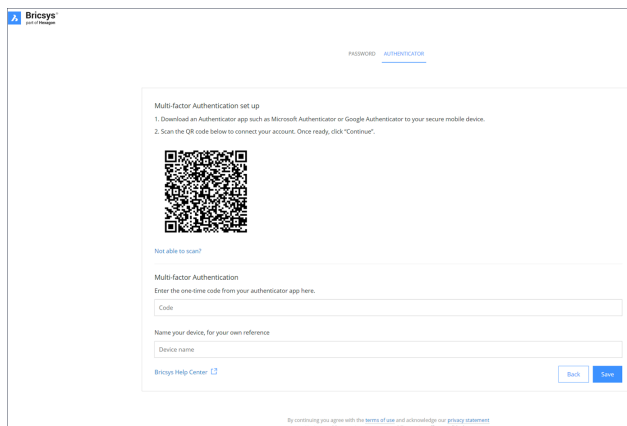 Bricsys®
part of Hexagon
PASSWORD AUTHENTICATOR
Multi-factor Authentication set up
1. Download an Authenticator app such as Microsoft Authenticator or Google Authenticator to your secure mobile device.
2. Scan the QR code below to connect your account. Once ready, click "Continue".
Not able to scan?
Multi-factor Authentication
Enter the one-time code from your authenticator app here.
Code
Name your device, for your own reference
Device name
Bricsys Help Center
Back Save
By continuing you agree with the terms of use and acknowledge our privacy statement